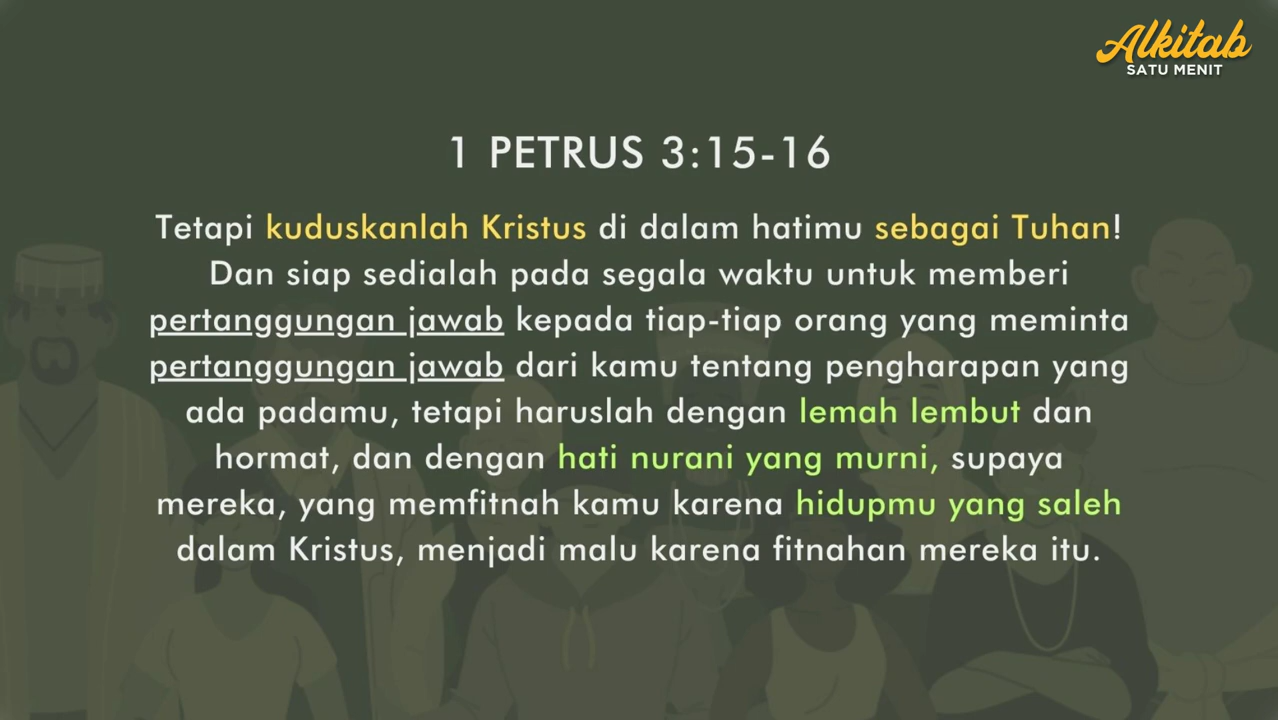 Alkitab
SATU MENIT
1 PETRUS 3:15-16
Tetapi kuduskanlah Kristus di dalam hatimu sebagai Tuhan!
Dan siap sedialah pada segala waktu untuk memberi
pertanggungan jawab kepada tiap-tiap orang yang meminta
pertanggungan jawab dari kamu tentang pengharapan yang
ada padamu, tetapi haruslah dengan lemah lembut dan
hormat, dan dengan hati nurani yang murni, supaya
mereka, yang memfitnah kamu karena hidupmu yang saleh
dalam Kristus, menjadi malu karena fitnahan mereka itu.